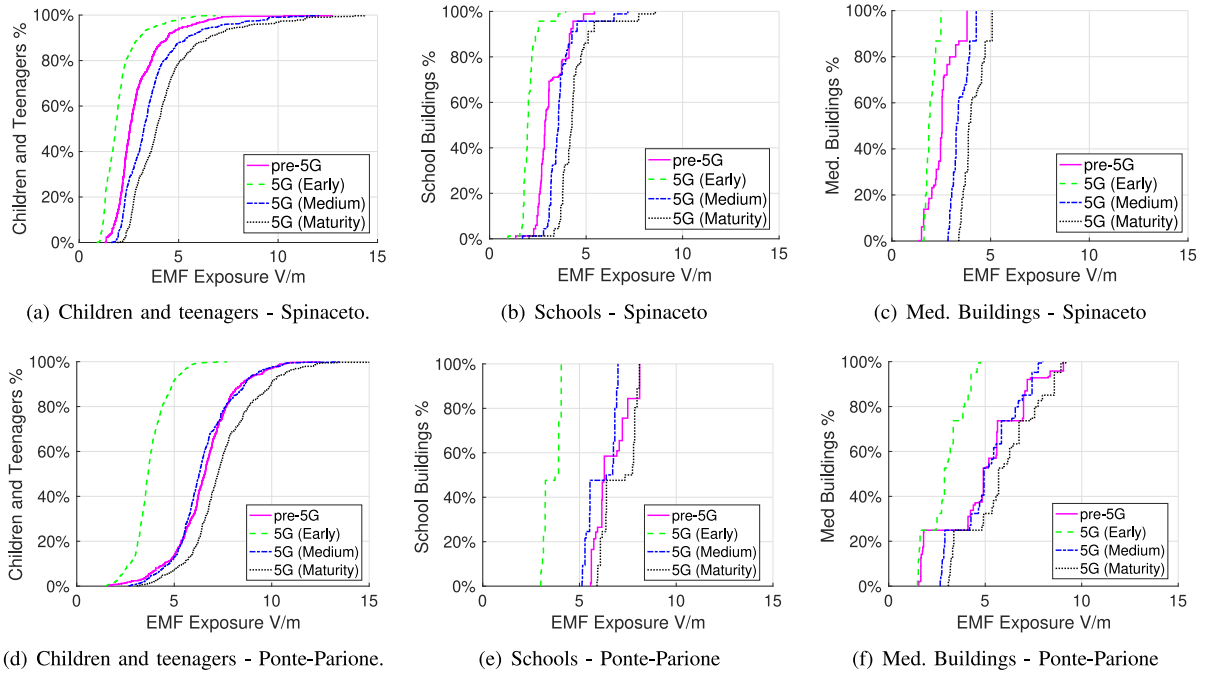 100%
80%
60%
40%
20%
0%
Children and Teenagers %
0
5
10
15
EMF Exposure V/m
pre-5G
5G (Early)
5G (Medium)
5G (Maturity)
(a) Children and teenagers - Spinaceto.
100%
80%
60%
40%
20%
0%
School Buildings %
0
5
10
15
EMF Exposure V/m
pre-5G
5G (Early)
5G (Medium)
5G (Maturity)
(b) Schools - Spinaceto
100%
80%
60%
40%
20%
0%
Med. Buildings %
0
5
10
15
EMF Exposure V/m
pre-5G
5G (Early)
5G (Medium)
5G (Maturity)
(c) Med. Buildings - Spinaceto
100%
80%
60%
40%
20%
0%
Children and Teenagers %
0
5
10
15
EMF Exposure V/m
pre-5G
5G (Early)
5G (Medium)
5G (Maturity)
(d) Children and teenagers - Ponte-Parione.
100%
80%
60%
40%
20%
0%
School Buildings %
0
5
10
15
EMF Exposure V/m
pre-5G
5G (Early)
5G (Medium)
5G (Maturity)
(e) Schools - Ponte-Parione
100%
80%
60%
40%
20%
0%
Med Buildings %
0
5
10
15
EMF Exposure V/m
pre-5G
5G (Early)
5G (Medium)
5G (Maturity)
(f) Med. Buildings - Ponte-Parione